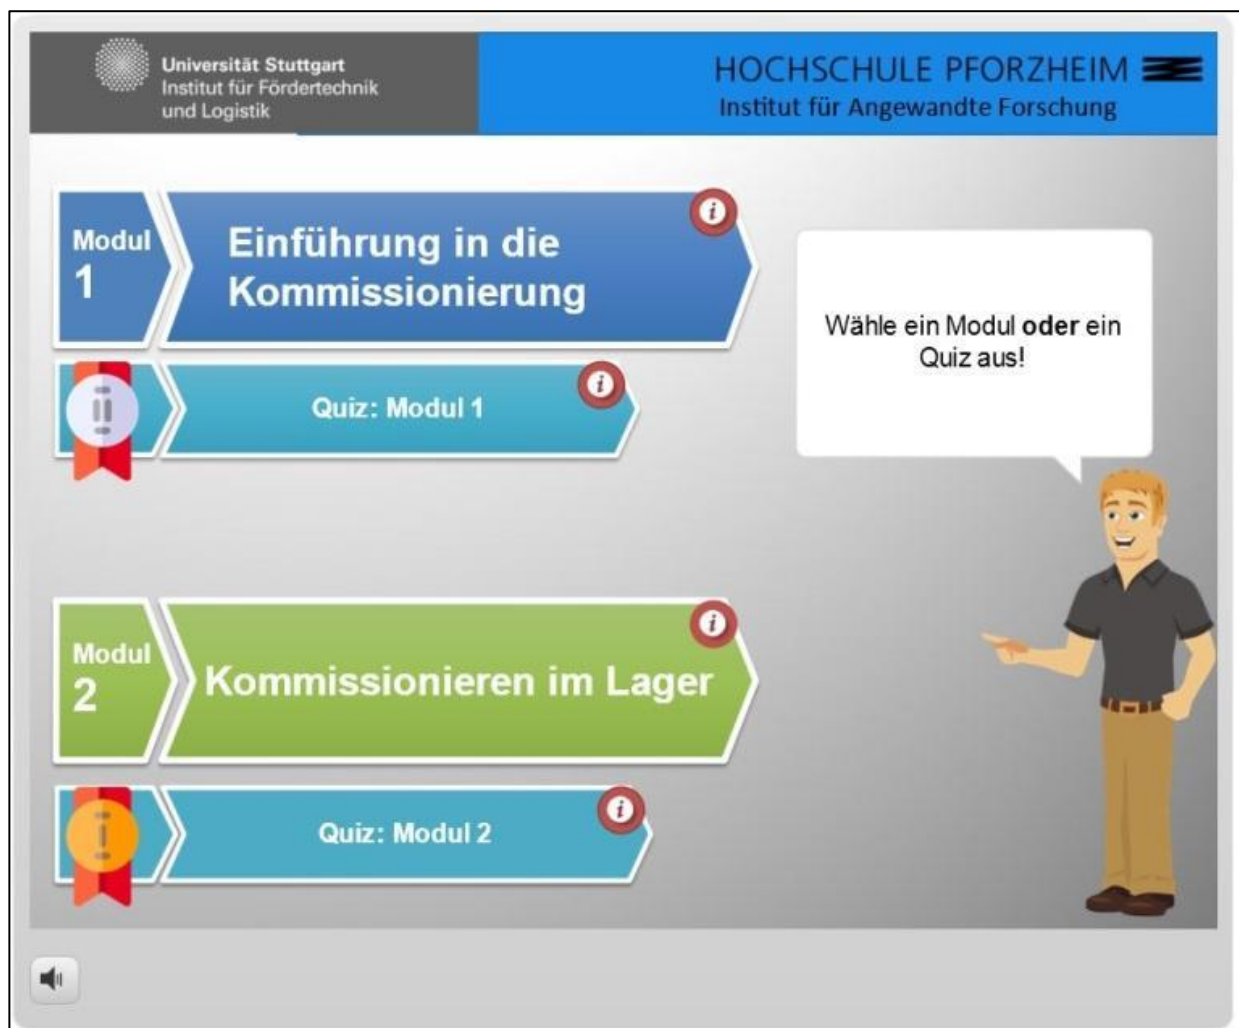 Universität Stuttgart
Institut für Fördertechnik
und Logistik
HOCHSCHULE PFORZHEIM
Institut für Angewandte Forschung
Modul
1
Einführung in die
Kommissionierung
i
Quiz: Modul 1
i
Wähle ein Modul oder ein
Quiz aus!
Modul
2
Kommissionieren im Lager
i
Quiz: Modul 2
i